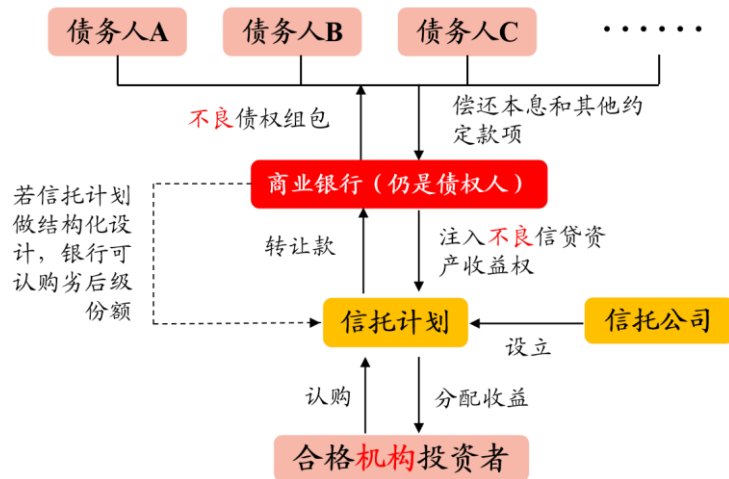 债务人A
债务人B
债务人C
······
不良债权组包
偿还本息和其他约
定款项
商业银行（仍是债权人）
若信托计划
做结构化设
计，银行可
认购劣后级
份额
转让款
注入不良信贷资
产收益权
信托计划
信托公司
设立
认购
分配收益
合格机构投资者